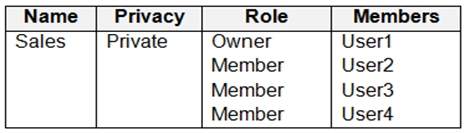 Name Privacy Role Members
Sales Private Owner User1
Member User2
Member User3
Member User4